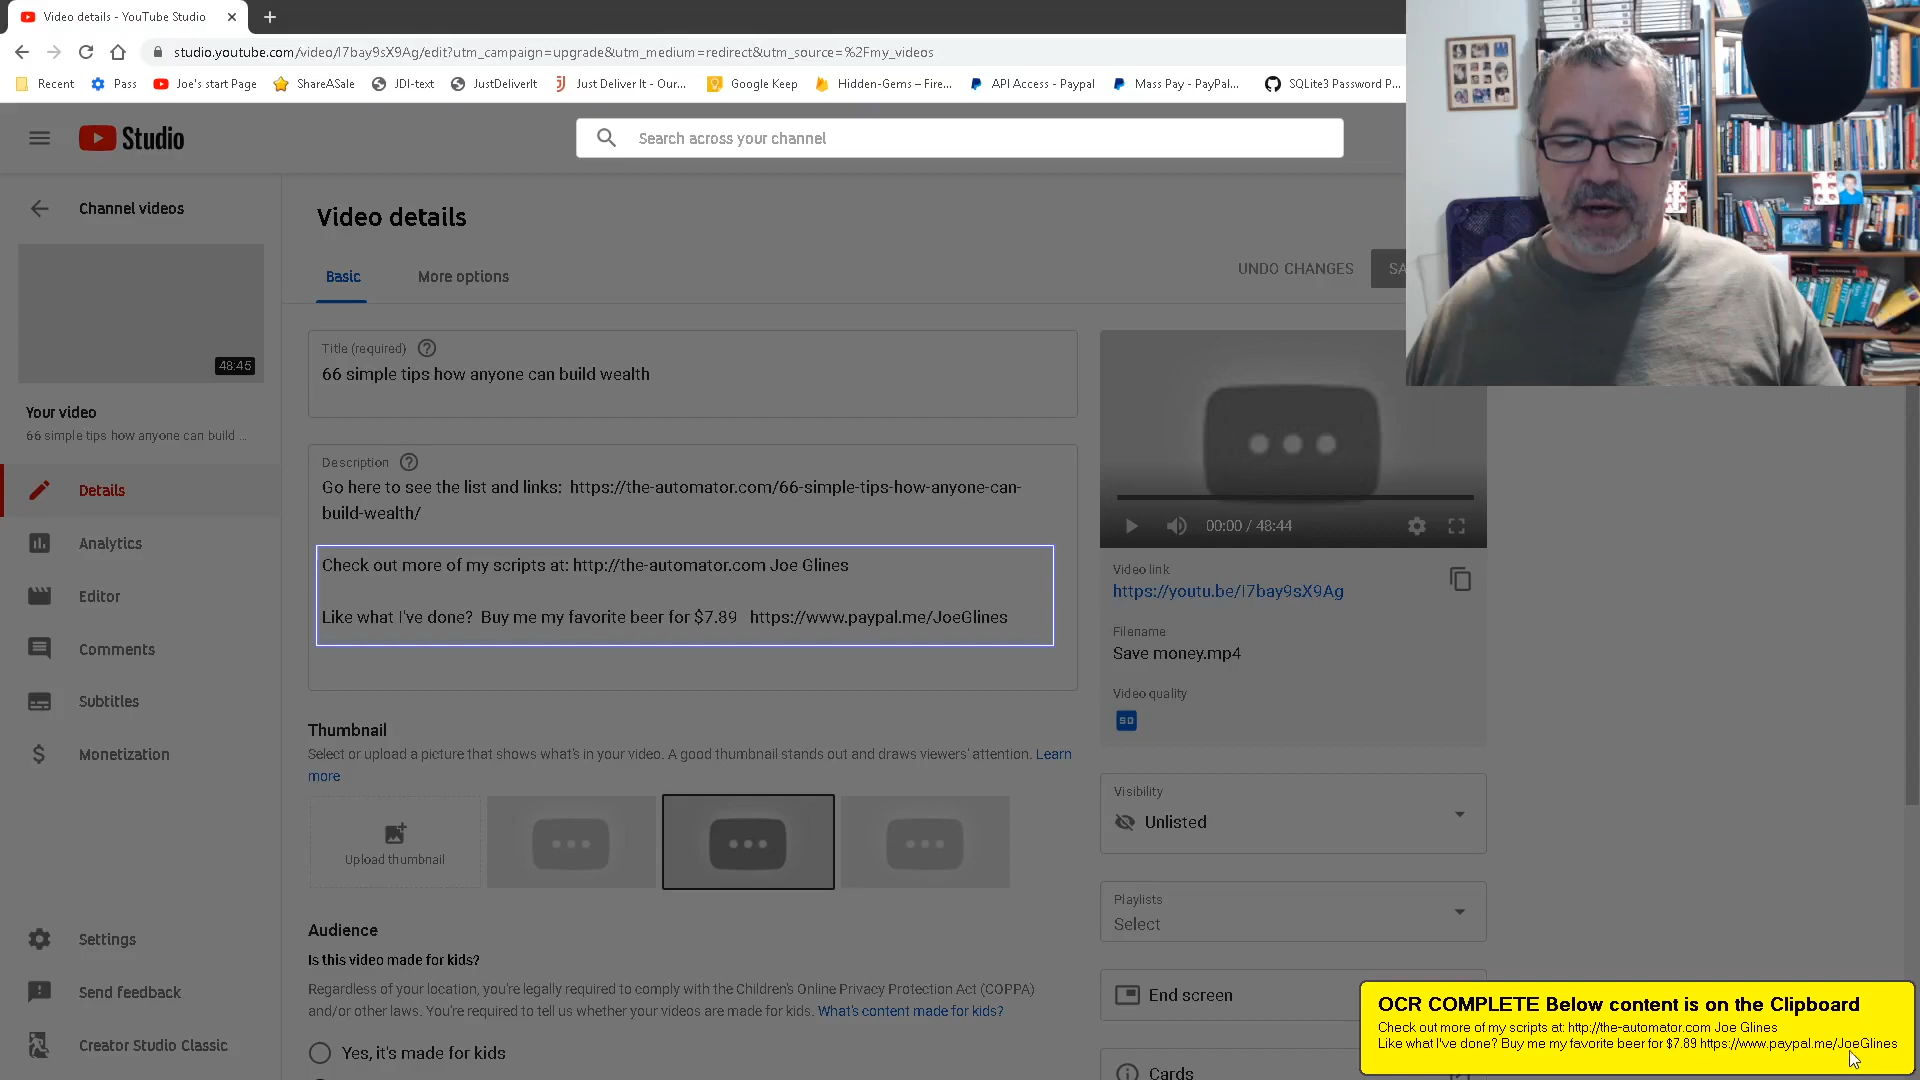 Video details - YouTube Studio
studio.youtube.com/video/I7bay9sX9Ag/edit?utm_campaign=upgrade&utm_medium=redirect&utm_source=%2Fmy_videos
Recent Pass Joe's start Page ShareASale JDI-text JustDeliverIt Just Deliver It - Our... Google Keep Hidden-Gems – Fire... API Access - Paypal Mass Pay - PayPal... SQLite3 Password P...
Studio
Search across your channel
Channel videos
48:45
Your video
66 simple tips how anyone can build ...
Details
Analytics
Editor
Comments
Subtitles
Monetization
Settings
Send feedback
Creator Studio Classic
Video details
Basic More options
UNDO CHANGES SA
Title (required)
66 simple tips how anyone can build wealth
Description
Go here to see the list and links: https://the-automator.com/66-simple-tips-how-anyone-can-
build-wealth/
Check out more of my scripts at: http://the-automator.com Joe Glines
Like what I've done? Buy me my favorite beer for $7.89 https://www.paypal.me/JoeGlines
Thumbnail
Select or upload a picture that shows what's in your video. A good thumbnail stands out and draws viewers' attention. Learn
more
Upload thumbnail
Audience
Is this video made for kids?
Regardless of your location, you're legally required to comply with the Children's Online Privacy Protection Act (COPPA)
and/or other laws. You're required to tell us whether your videos are made for kids. What's content made for kids?
Yes, it's made for kids
00:00 / 48:44
Video link
https://youtu.be/I7bay9sX9Ag
Filename
Save money.mp4
Video quality
SD
Visibility
Unlisted
Playlists
Select
End screen
Cards
OCR COMPLETE Below content is on the Clipboard
Check out more of my scripts at: http://the-automator.com Joe Glines
Like what I've done? Buy me my favorite beer for $7.89 https://www.paypal.me/JoeGlines